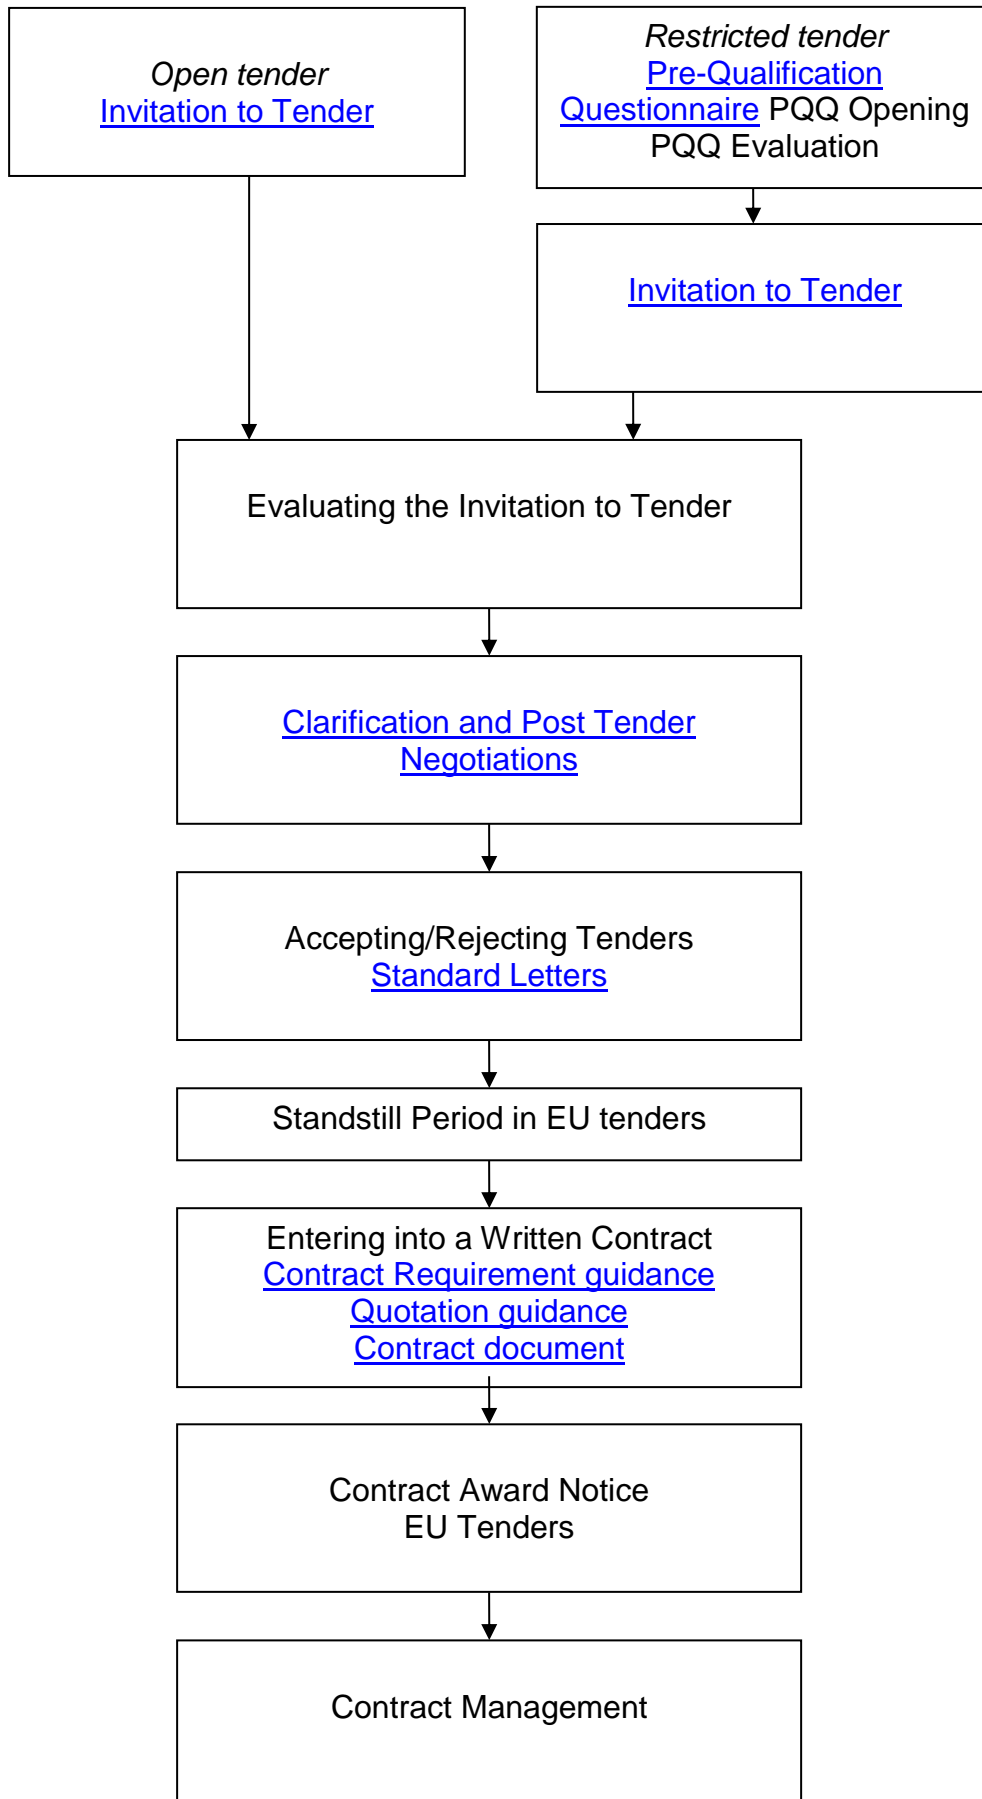 Open tender
Invitation to Tender
Restricted tender
Pre-Qualification
Questionnaire PQQ Opening
PQQ Evaluation
Invitation to Tender
Evaluating the Invitation to Tender
Clarification and Post Tender
Negotiations
Accepting/Rejecting Tenders
Standard Letters
Standstill Period in EU tenders
Entering into a Written Contract
Contract Requirement guidance
Quotation guidance
Contract document
Contract Award Notice
EU Tenders
Contract Management